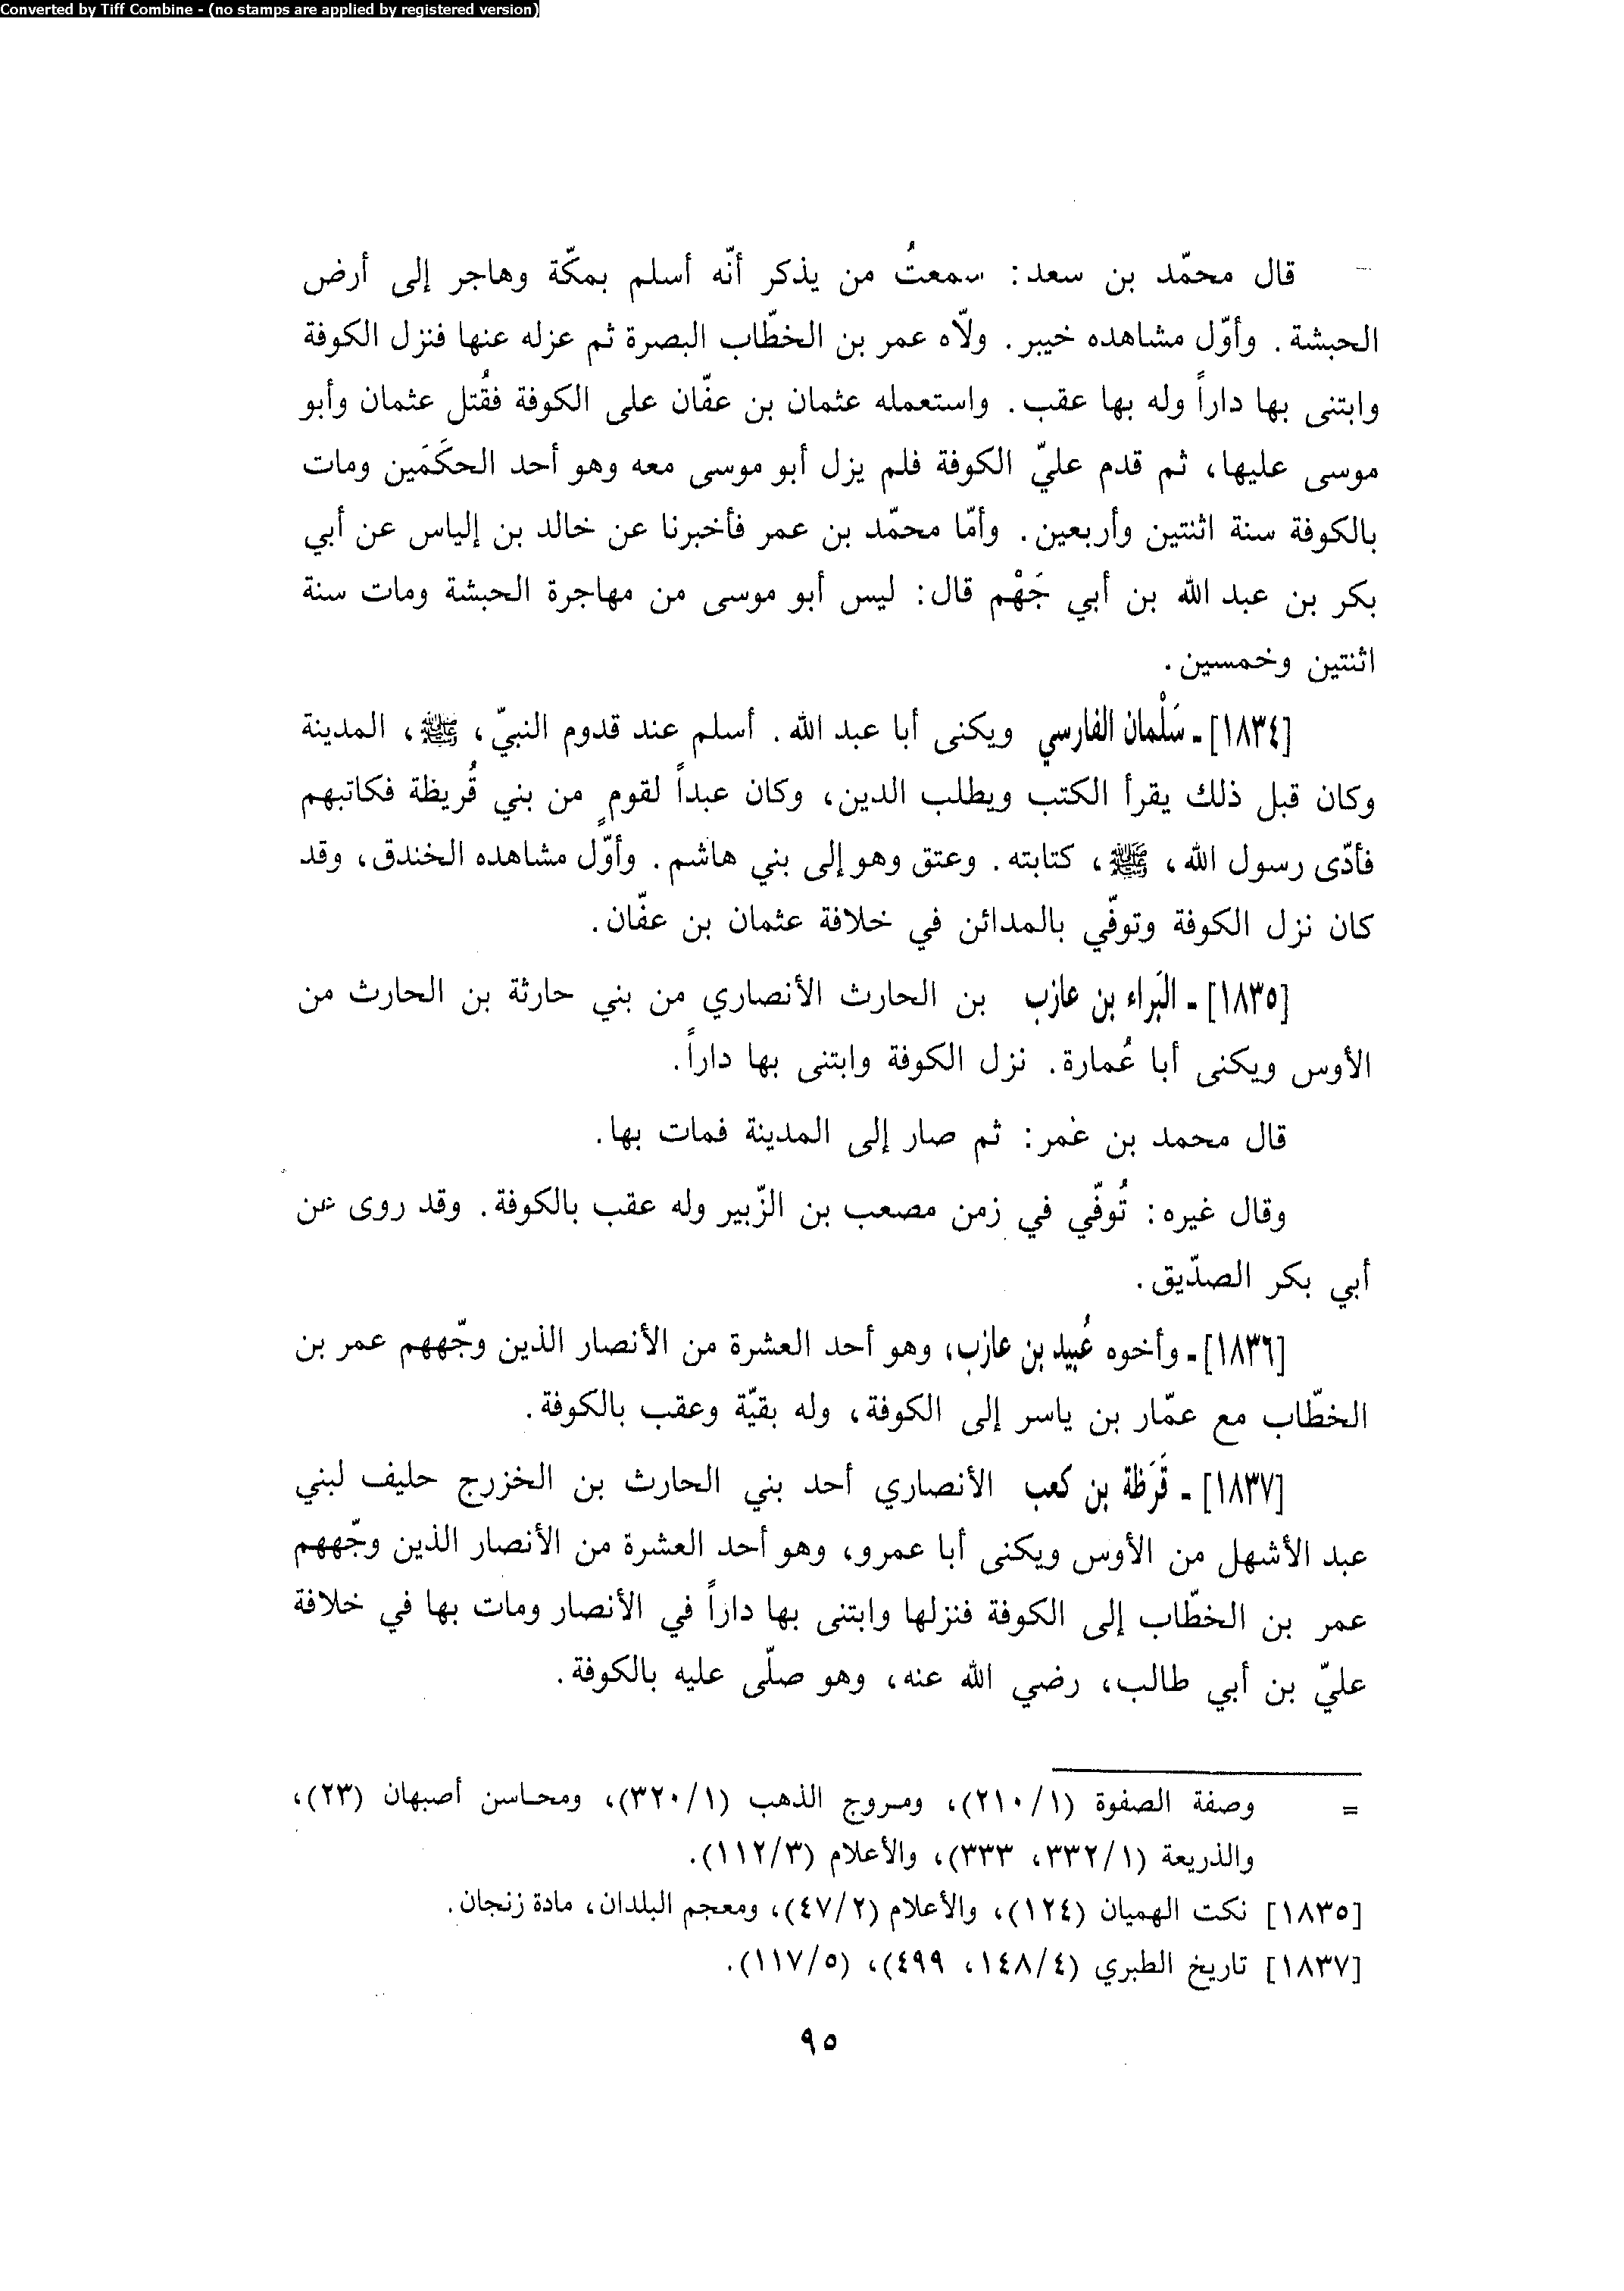 Converted by Tiff Combine - (no stamps are applied by registered version)
قال محمّد بن سعد: سمعتُ من يذكر أنّه أسلم بمكّة وهاجر إلى أرض
الحبشة. وأوّل مشاهده خيبر. ولّاه عمر بن الخطّاب البصرة ثم عزله عنها فنزل الكوفة
وابتنى بها داراً وله بها عقب. واستعمله عثمان بن عفّان على الكوفة فقُتل عثمان وأبو
موسى عليها، ثم قدم عليّ الكوفة فلم يزل أبو موسى معه وهو أحد الحكَمَين ومات
بالكوفة سنة اثنتين وأربعين. وأمّا محمّد بن عمر فأخبرنا عن خالد بن إلياس عن أبي
بكر بن عبد الله بن أبي جَهْم قال: ليس أبو موسى من مهاجرة الحبشة ومات سنة
اثنتين وخمسين.
[١٨٣٤] - سَلْمان الفارسي ويكنى أبا عبد الله. أسلم عند قدوم النبيّ، ﷺ، المدينة
وكان قبل ذلك يقرأ الكتب ويطلب الدين، وكان عبداً لقومٍ من بني قُريظة فكاتبهم
فأدّى رسول الله، ﷺ، كتابته. وعتق وهو إلى بني هاشم. وأوّل مشاهده الخندق، وقد
كان نزل الكوفة وتوفّي بالمدائن في خلافة عثمان بن عفّان.
[١٨٣٥] - البَراء بن عازب بن الحارث الأنصاري من بني حارثة بن الحارث من
الأوس ويكنى أبا عُمارة. نزل الكوفة وابتنى بها داراً.
قال محمد بن عمر: ثم صار إلى المدينة فمات بها.
وقال غيره: تُوفّي في زمن مصعب بن الزّبير وله عقب بالكوفة. وقد روى عن
أبي بكر الصدّيق.
[١٨٣٦] - وأخوه عُبيد بن عازب، وهو أحد العشرة من الأنصار الذين وجّههم عمر بن
الخطّاب مع عمّار بن ياسر إلى الكوفة، وله بقيّة وعقب بالكوفة.
[١٨٣٧] - قَرَظة بن كعب الأنصاري أحد بني الحارث بن الخزرج حليف لبني
عبد الأشهل من الأوس ويكنى أبا عمرو، وهو أحد العشرة من الأنصار الذين وجّههم
عمر بن الخطّاب إلى الكوفة فنزلها وابتنى بها داراً في الأنصار ومات بها في خلافة
عليّ بن أبي طالب، رضي الله عنه، وهو صلّى عليه بالكوفة.
= وصفة الصفوة (٢١٠/١)، ومروج الذهب (٣٢٠/١)، ومحاسن أصبهان (٢٣)،
والذريعة (٣٣٢/١، ٣٣٣)، والأعلام (١١٢/٣).
[١٨٣٥] نكت الهميان (١٢٤)، والأعلام (٤٧/٢)، ومعجم البلدان، مادة زنجان.
[١٨٣٧] تاريخ الطبري (١٤٨/٤، ٤٩٩)، (١١٧/٥).
٩٥